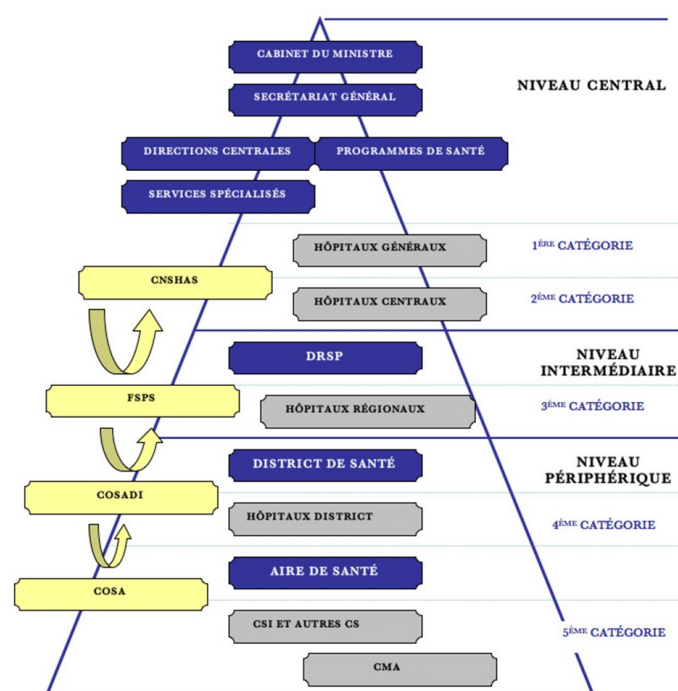 CABINET DU MINISTRE
SECRÉTARIAT GÉNÉRAL
NIVEAU CENTRAL
DIRECTIONS CENTRALES
PROGRAMMES DE SANTÉ
SERVICES SPÉCIALISÉS
HÔPITAUX GÉNÉRAUX
1ÈRE CATÉGORIE
CNSHAS
HÔPITAUX CENTRAUX
2ÈME CATÉGORIE
DRSP
NIVEAU
INTERMÉDIAIRE
FSPS
HÔPITAUX RÉGIONAUX
3ÈME CATÉGORIE
DISTRICT DE SANTÉ
NIVEAU
PÉRIPHÉRIQUE
COSADI
HÔPITAUX DISTRICT
4ÈME CATÉGORIE
AIRE DE SANTÉ
COSA
CSI ET AUTRES CS
5ÈME CATÉGORIE
CMA